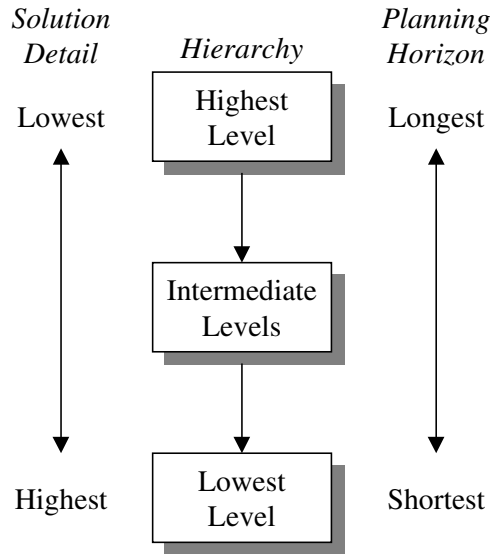 Solution
Detail
Hierarchy
Planning
Horizon
Lowest
Highest
Level
Longest
Intermediate
Levels
Highest
Lowest
Level
Shortest